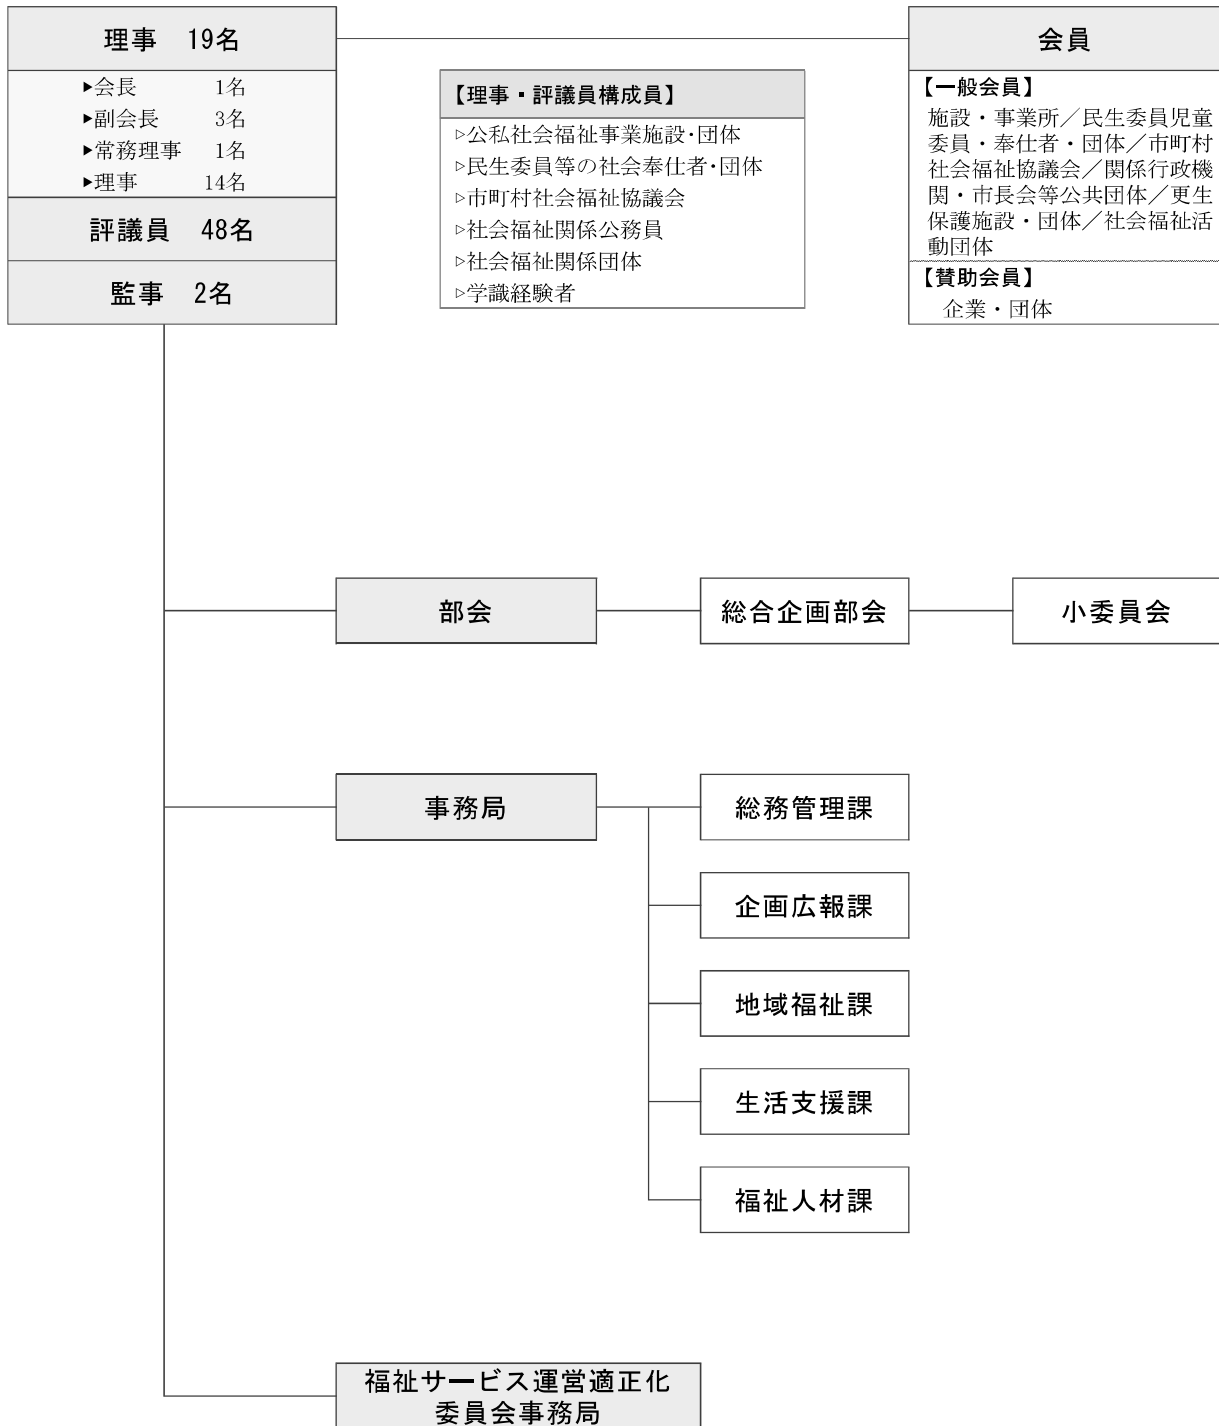 理事 19名
▶会長 1名
▶副会長 3名
▶常務理事 1名
▶理事 14名
評議員 48名
監事 2名
【理事・評議員構成員】
▷公私社会福祉事業施設・団体
▷民生委員等の社会奉仕者・団体
▷市町村社会福祉協議会
▷社会福祉関係公務員
▷社会福祉関係団体
▷学識経験者
会員
【一般会員】
施設・事業所／民生委員児童
委員・奉仕者・団体／市町村
社会福祉協議会／関係行政機
関・市長会等公共団体／更生
保護施設・団体／社会福祉活
動団体
【賛助会員】
企業・団体
部会
総合企画部会
小委員会
事務局
総務管理課
企画広報課
地域福祉課
生活支援課
福祉人材課
福祉サービス運営適正化
委員会事務局